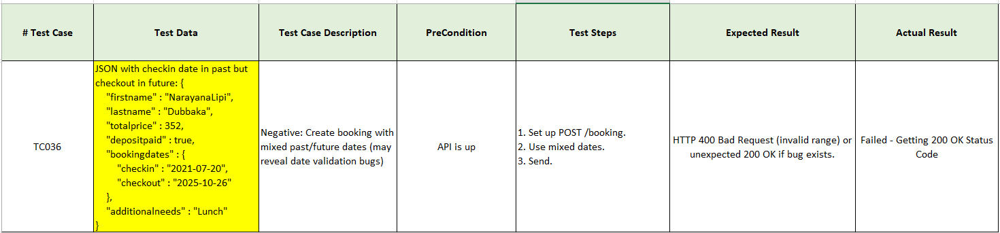 # Test Case
Test Data
Test Case Description
PreCondition
Test Steps
Expected Result
Actual Result
TC036
JSON with checkin date in past but
checkout in future: {
"firstname" : "NarayanaLipi",
"lastname" : "Dubbaka",
"totalprice" : 352,
"depositpaid" : true,
"bookingdates" : {
"checkin" : "2021-07-20",
"checkout" : "2025-10-26"
},
"additionalneeds" : "Lunch"
}
Negative: Create booking with
mixed past/future dates (may
reveal date validation bugs)
API is up
1. Set up POST /booking.
2. Use mixed dates.
3. Send.
HTTP 400 Bad Request (invalid range) or
unexpected 200 OK if bug exists.
Failed - Getting 200 OK Status
Code